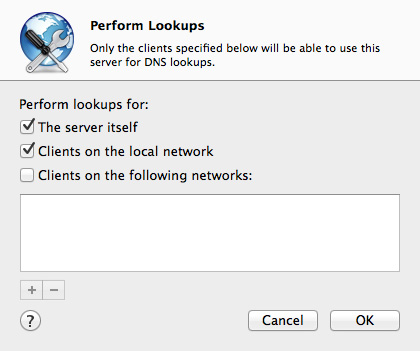 Perform Lookups
Only the clients specified below will be able to use this
server for DNS lookups.
Perform lookups for:
The server itself
Clients on the local network
Clients on the following networks:
+ −
?
Cancel
OK